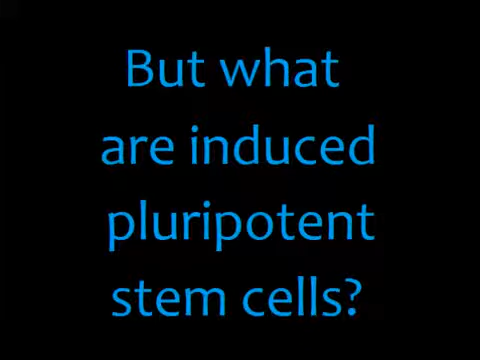 But what
are induced
pluripotent
stem cells?